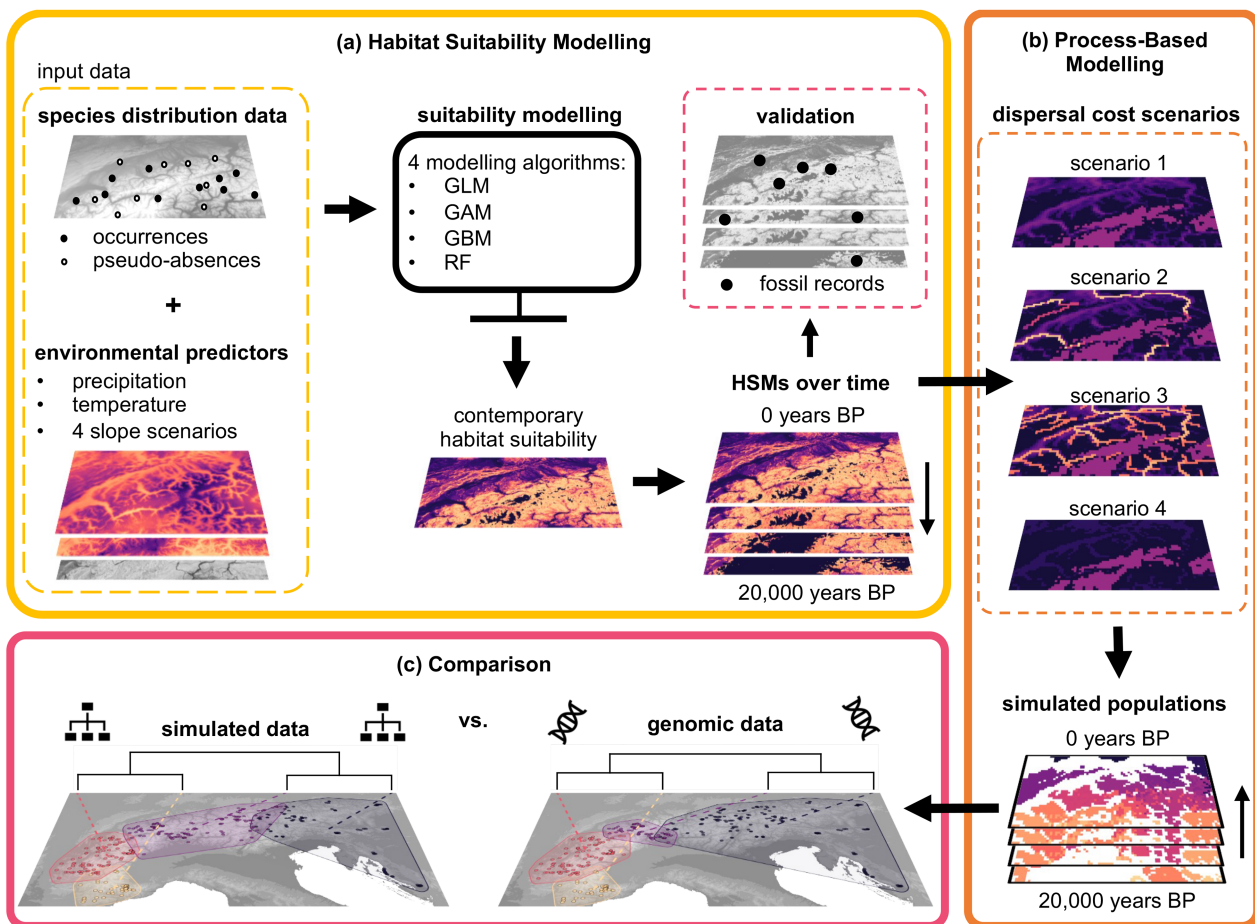 (a) Habitat Suitability Modelling
input data
species distribution data
• occurrences
• pseudo-absences
+
environmental predictors
• precipitation
• temperature
• 4 slope scenarios
suitability modelling
4 modelling algorithms:
• GLM
• GAM
• GBM
• RF
contemporary
habitat suitability
validation
• fossil records
HSMs over time
0 years BP
20,000 years BP
(b) Process-Based
Modelling
dispersal cost scenarios
scenario 1
scenario 2
scenario 3
scenario 4
simulated populations
0 years BP
20,000 years BP
(c) Comparison
simulated data
vs.
genomic data